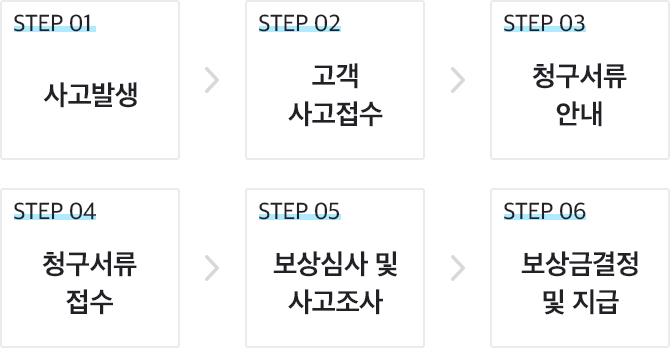 STEP 01
사고발생
STEP 02
고객
사고접수
STEP 03
청구서류
안내
STEP 04
청구서류
접수
STEP 05
보상심사 및
사고조사
STEP 06
보상금결정
및 지급